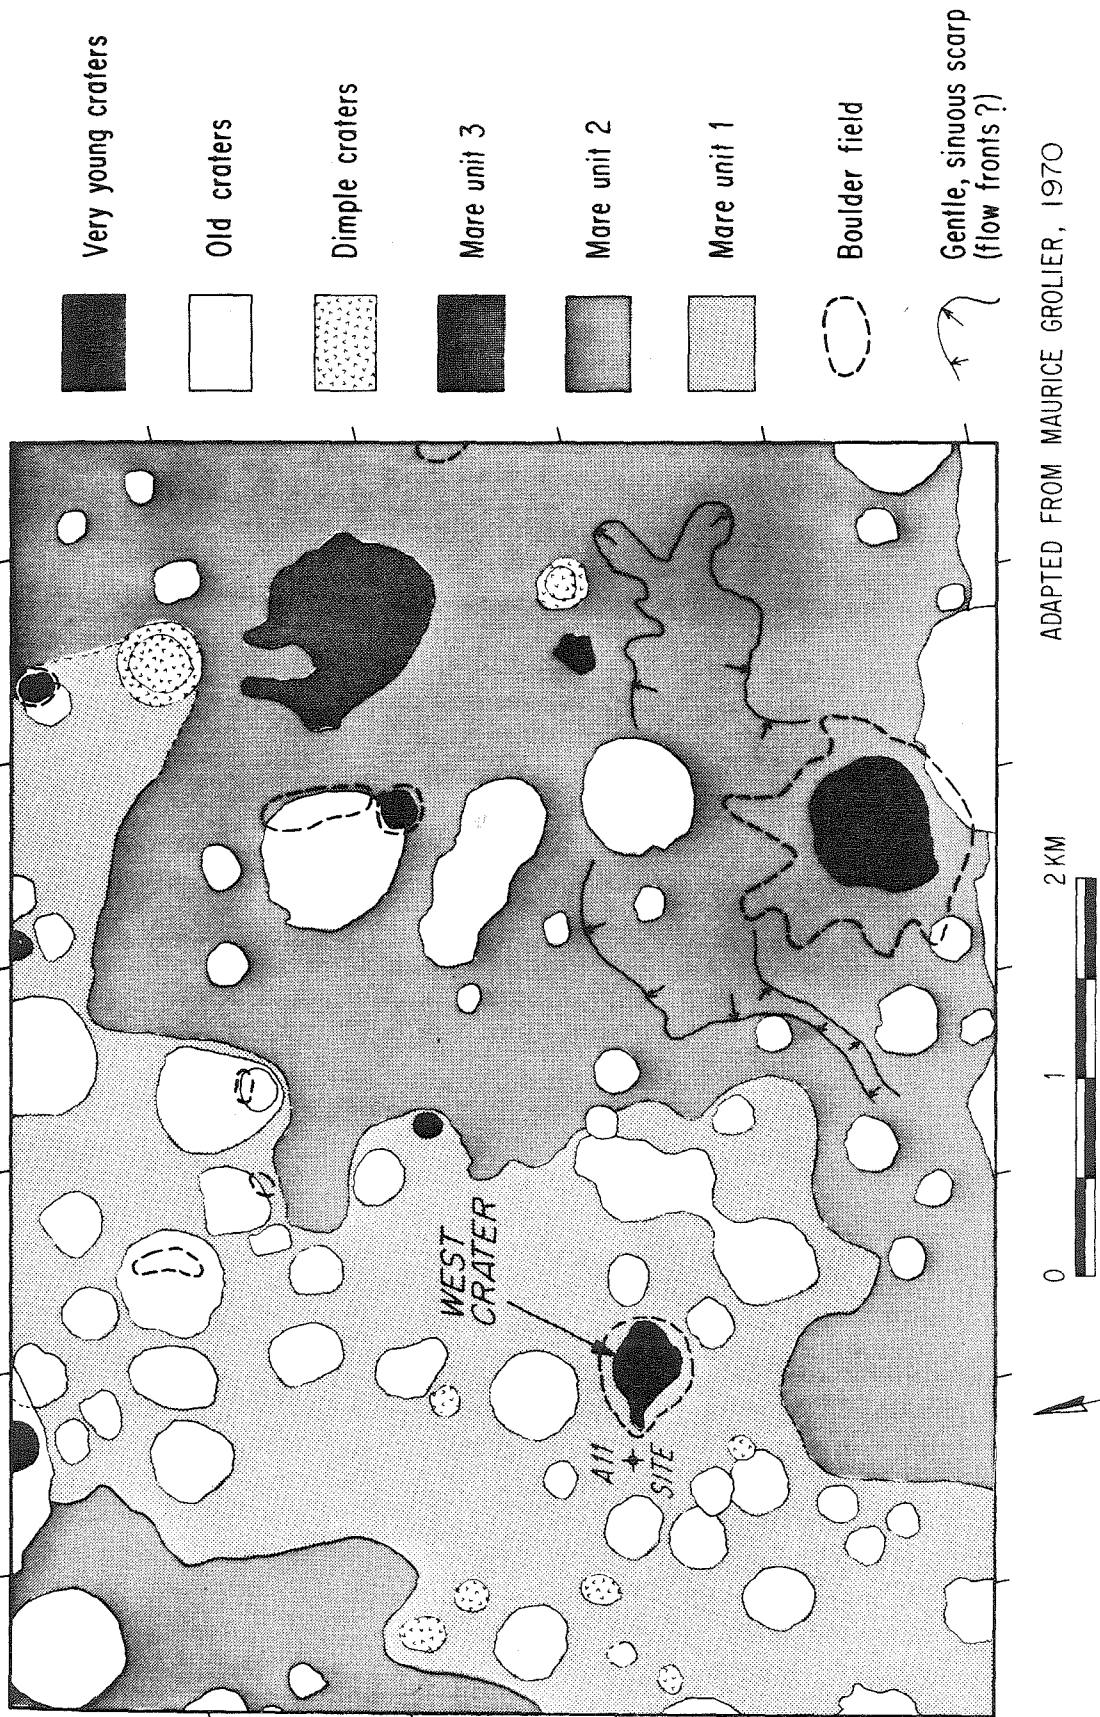 Very young craters
Old craters
Dimple craters
Mare unit 3
Mare unit 2
Mare unit 1
Boulder field
Gentle, sinuous scarp
(flow fronts ?)
WEST
CRATER
A11
SITE
0 1 2 KM
ADAPTED FROM MAURICE GROLIER, 1970